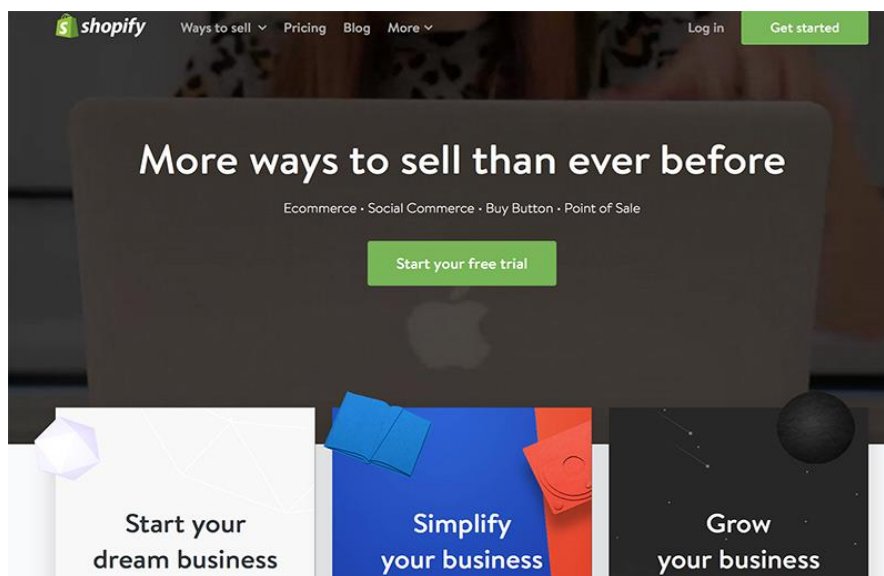 shopify Ways to sell Pricing Blog More Log in Get started
More ways to sell than ever before
Ecommerce • Social Commerce • Buy Button • Point of Sale
Start your free trial
Start your
dream business
Simplify
your business
Grow
your business